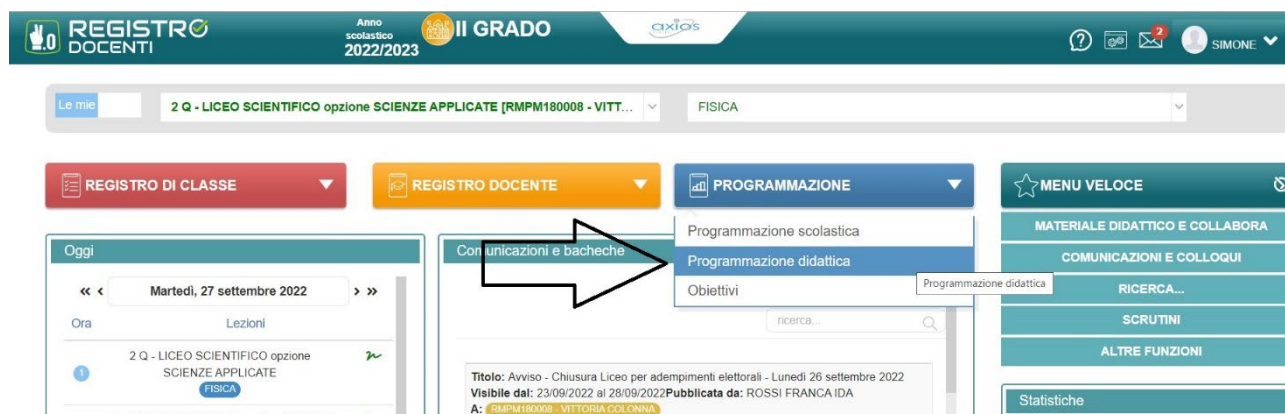 REGISTRO
DOCENTI
Anno
scolastico
2022/2023
II GRADO
axios
2
SIMONE
Le mie
2 Q - LICEO SCIENTIFICO opzione SCIENZE APPLICATE [RMPM180008 - VITT...
FISICA
REGISTRO DI CLASSE
REGISTRO DOCENTE
PROGRAMMAZIONE
MENU VELOCE
Programmazione scolastica
Programmazione didattica
Obiettivi
Programmazione didattica
MATERIALE DIDATTICO E COLLABORA
COMUNICAZIONI E COLLOQUI
RICERCA...
SCRUTINI
ALTRE FUNZIONI
Statistiche
Oggi
« < Martedì, 27 settembre 2022 > »
Ora Lezioni
1
2 Q - LICEO SCIENTIFICO opzione
SCIENZE APPLICATE
FISICA
Comunicazioni e bacheche
ricerca...
Titolo: Avviso - Chiusura Liceo per adempimenti elettorali - Lunedì 26 settembre 2022
Visibile dal: 23/09/2022 al 28/09/2022Pubblicata da: ROSSI FRANCA IDA
A: RMPM180008 - VITTORIA COLONNA